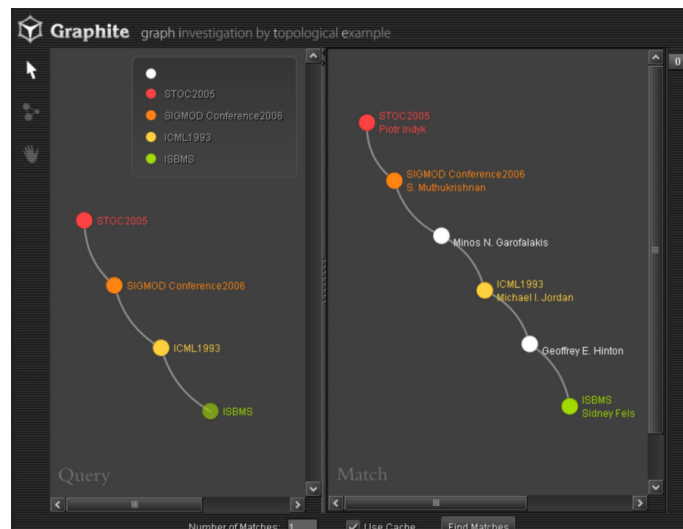 Graphite graph investigation by topological example
STOC2005
SIGMOD Conference2006
ICML1993
ISBMS
STOC2005
SIGMOD Conference2006
ICML1993
ISBMS
Query
STOC2005
Piotr Indyk
SIGMOD Conference2006
S. Muthukrishnan
Minos N. Garofalakis
ICML1993
Michael I. Jordan
Geoffrey E. Hinton
ISBMS
Sidney Fels
Match
0
Number of Matches: 1 Use Cache Find Matches